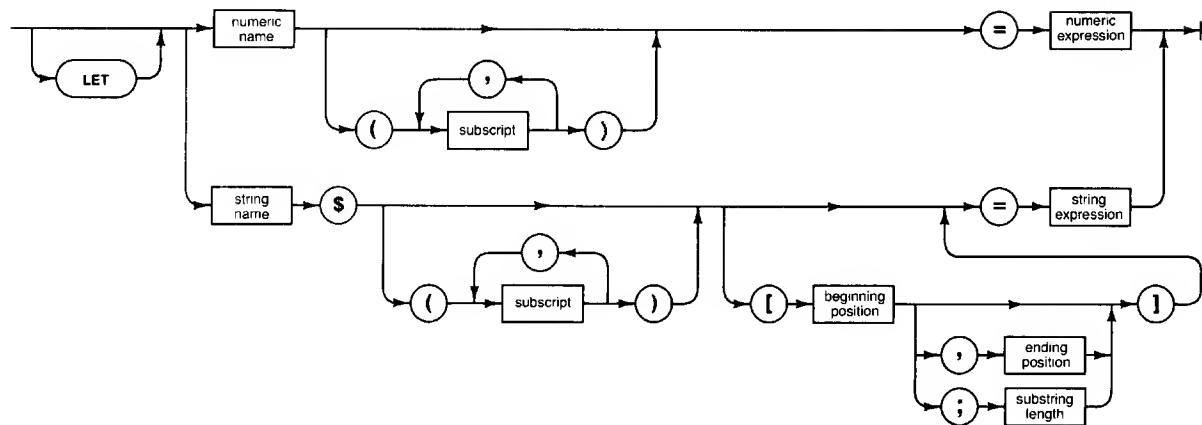 LET
numeric
name
(
,
subscript
)
=
numeric
expression
string
name
$
(
,
subscript
)
[
beginning
position
,
ending
position
;
substring
length
]
=
string
expression